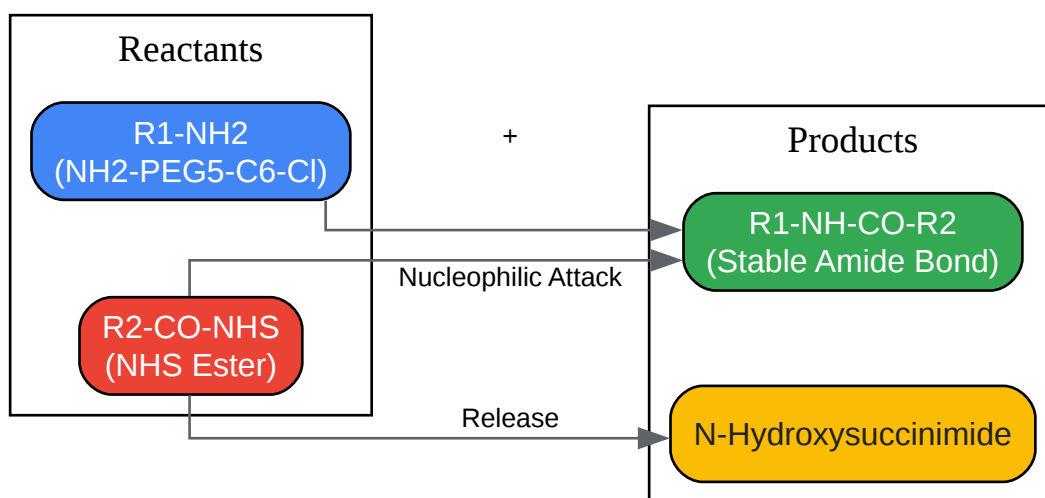 Reactants
R1-NH2
(NH2-PEG5-C6-Cl)
R2-CO-NHS
(NHS Ester)
+
Nucleophilic Attack
Release
Products
R1-NH-CO-R2
(Stable Amide Bond)
N-Hydroxysuccinimide